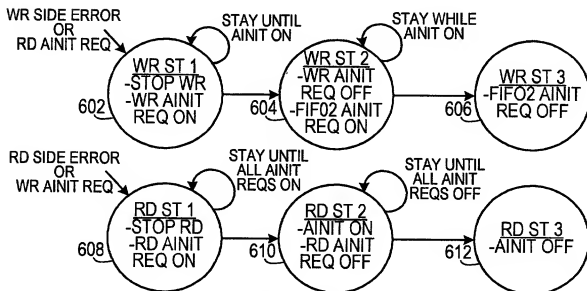 WR SIDE ERROR
OR
RD AINIT REQ
STAY UNTIL
AINIT ON
STAY WHILE
AINIT ON
WR ST 1
-STOP WR
-WR AINIT
REQ ON
602
WR ST 2
-WR AINIT
REQ OFF
-FIFO2 AINIT
REQ ON
604
WR ST 3
-FIFO2 AINIT
REQ OFF
606
RD SIDE ERROR
OR
WR AINIT REQ
STAY UNTIL
ALL AINIT
REQS ON
STAY UNTIL
ALL AINIT
REQS OFF
RD ST 1
-STOP RD
-RD AINIT
REQ ON
608
RD ST 2
-AINIT ON
-RD AINIT
REQ OFF
610
RD ST 3
-AINIT OFF
612